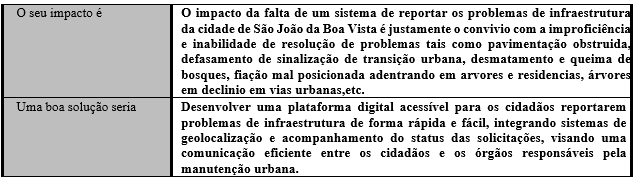 O seu impacto é
O impacto da falta de um sistema de reportar os problemas de infraestrutura
da cidade de São João da Boa Vista é justamente o convivio com a improficiência
e inabilidade de resolução de problemas tais como pavimentação obstruida,
defasamento de sinalização de transição urbana, desmatamento e queima de
bosques, fiação mal posicionada adentrando em arvores e residencias, árvores
em declinio em vias urbanas,etc.
Uma boa solução seria
Desenvolver uma plataforma digital acessível para os cidadãos reportarem
problemas de infraestrutura de forma rápida e fácil, integrando sistemas de
geolocalização e acompanhamento do status das solicitações, visando uma
comunicação eficiente entre os cidadãos e os órgãos responsáveis pela
manutenção urbana.